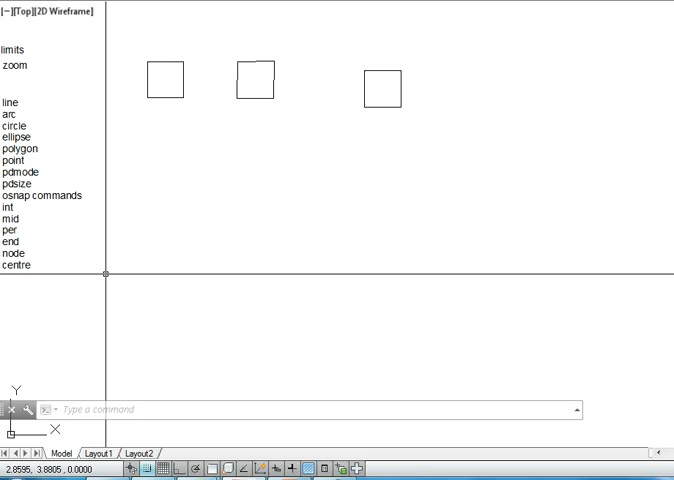 [−][Top][2D Wireframe]
limits
zoom
line
arc
circle
ellipse
polygon
point
pdmode
pdsize
osnap commands
int
mid
per
end
node
centre
Y
Type a command
X
Model Layout1 Layout2
2.8595, 3.8805 , 0.0000